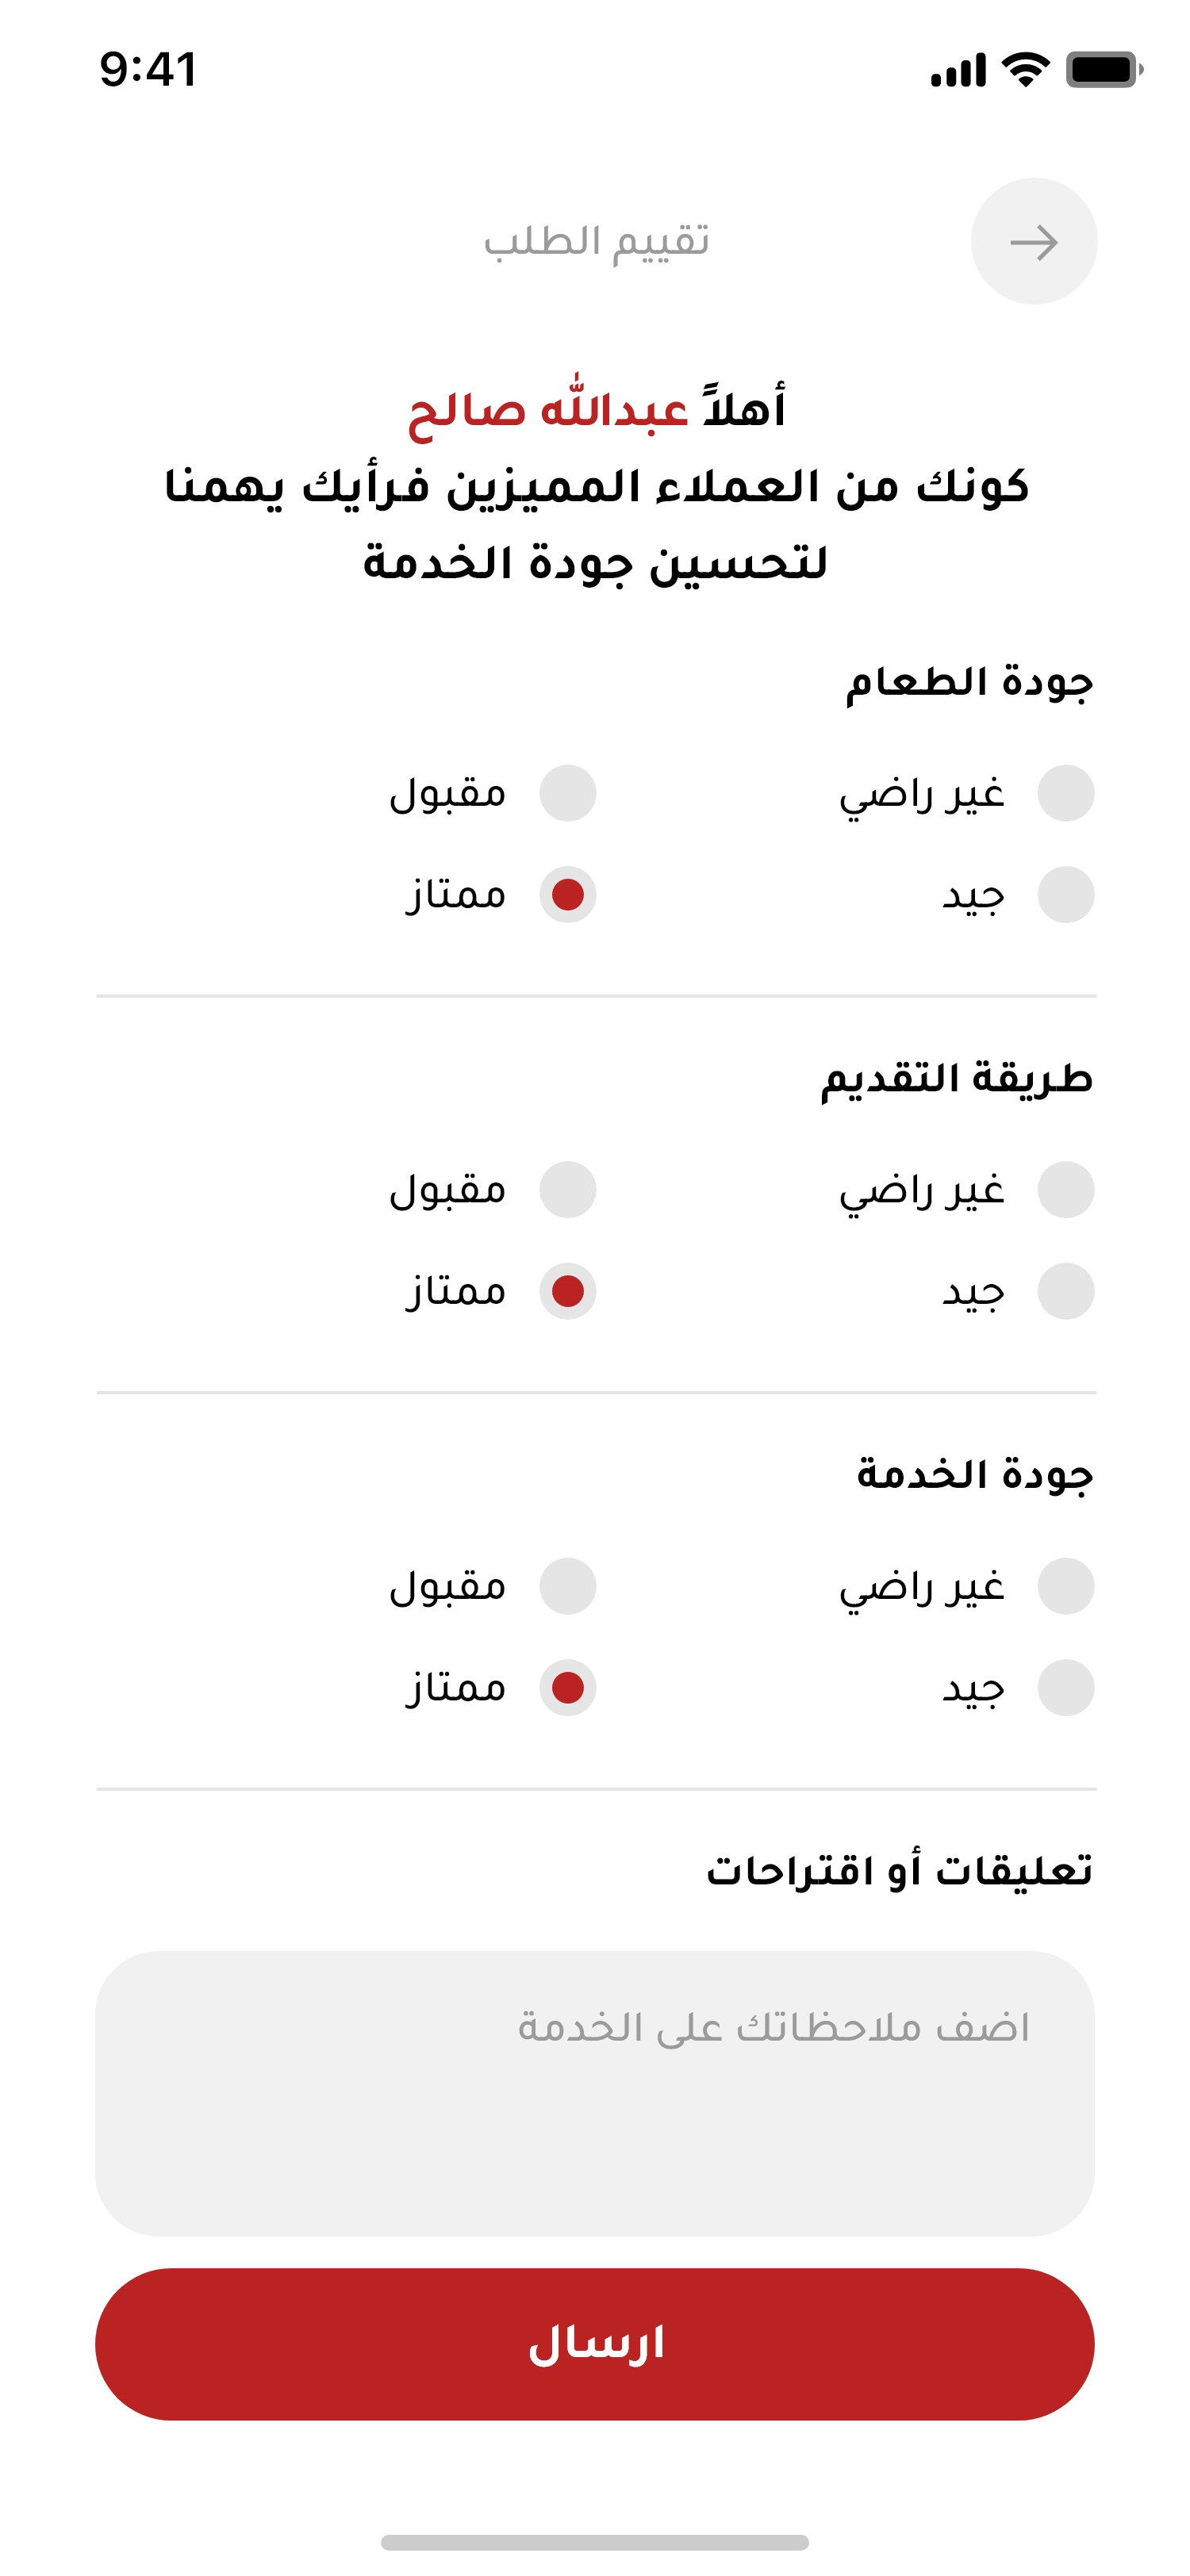 9:41
تقييم الطلب
أهلاً عبدالله صالح
كونك من العملاء المميزين فرأيك يهمنا
لتحسين جودة الخدمة
جودة الطعام
غير راضي مقبول
جيد ممتاز
طريقة التقديم
غير راضي مقبول
جيد ممتاز
جودة الخدمة
غير راضي مقبول
جيد ممتاز
تعليقات أو اقتراحات
اضف ملاحظاتك على الخدمة
ارسال